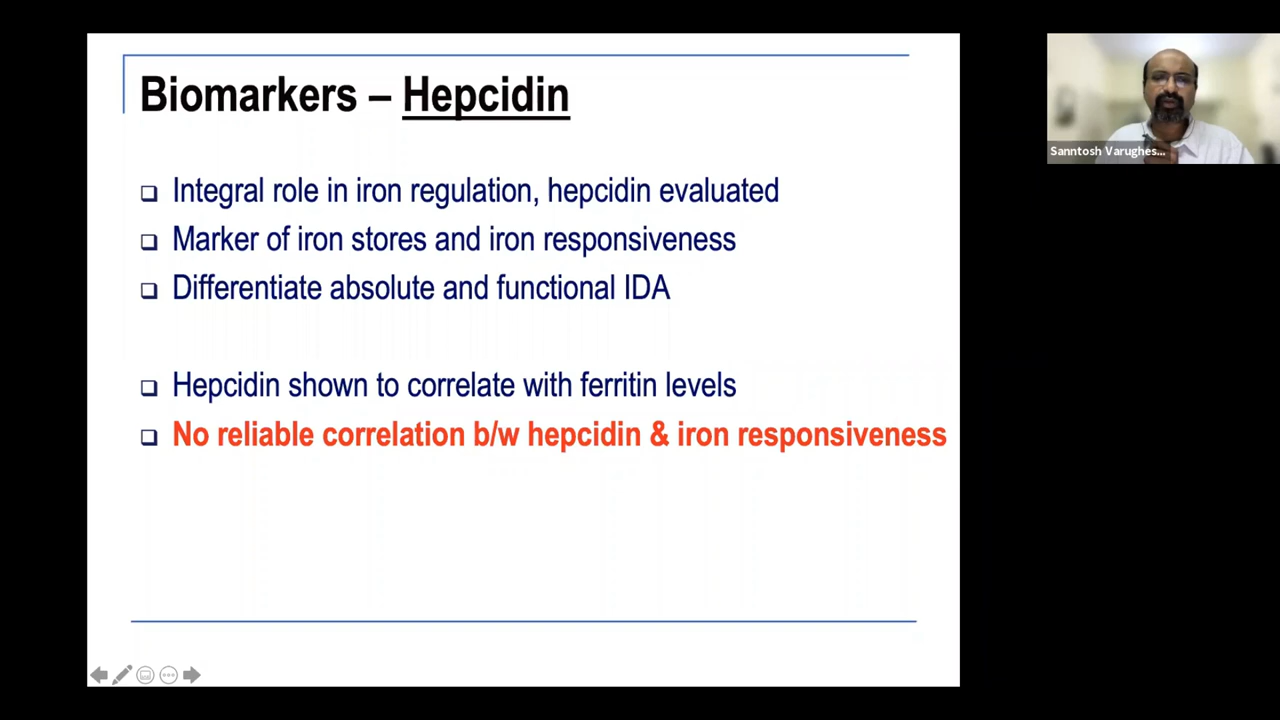 Biomarkers – Hepcidin
Integral role in iron regulation, hepcidin evaluated
Marker of iron stores and iron responsiveness
Differentiate absolute and functional IDA
Hepcidin shown to correlate with ferritin levels
No reliable correlation b/w hepcidin & iron responsiveness
Sanntosh Varughes...